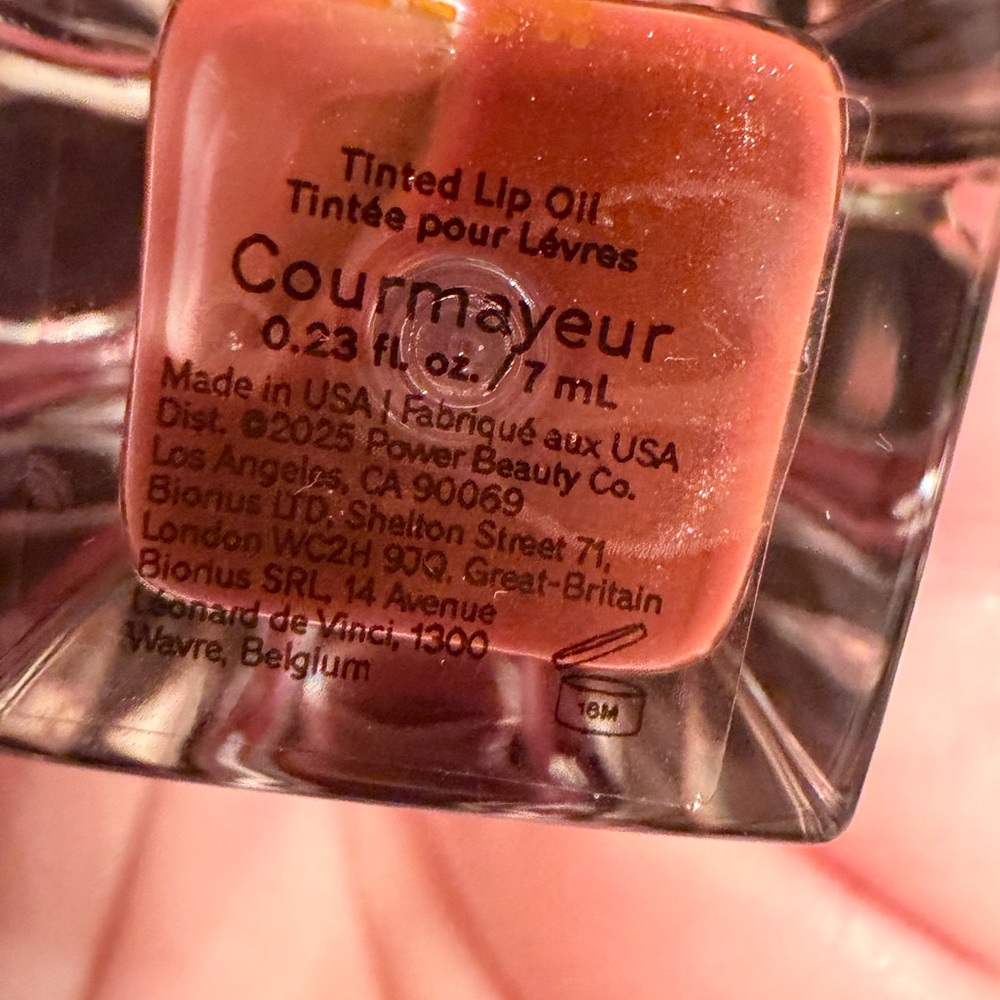 Tinted Lip Oil
Tintée pour Lévres
Courmayeur
0.23 fl. oz. / 7 mL
Made in USA | Fabriqué aux USA
Dist. ©2025 Power Beauty Co.
Los Angeles, CA 90069
Biorius LTD. Shelton Street 71,
London WC2H 9JQ. Great-Britain
Biorius SRL, 14 Avenue
Léonard de Vinci, 1300
Wavre, Belgium